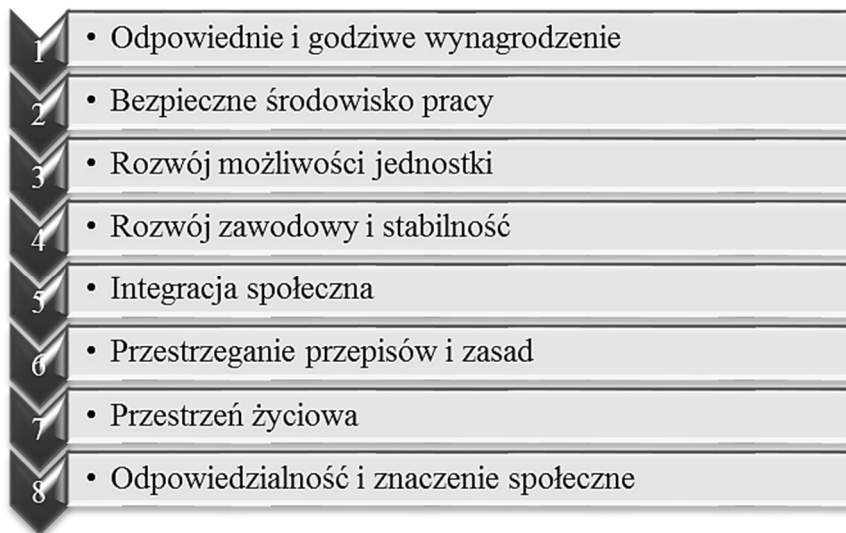 1 • Odpowiednie i godziwe wynagrodzenie
2 • Bezpieczne środowisko pracy
3 • Rozwój możliwości jednostki
4 • Rozwój zawodowy i stabilność
5 • Integracja społeczna
6 • Przestrzeganie przepisów i zasad
7 • Przestrzeń życiowa
8 • Odpowiedzialność i znaczenie społeczne